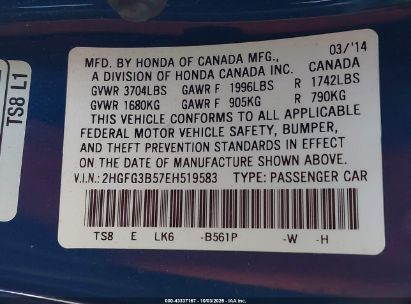 TS8 L1
MFD. BY HONDA OF CANADA MFG., 03/'14
A DIVISION OF HONDA CANADA INC. CANADA
GVWR 3704LBS GAWR F 1996LBS R 1742LBS
GVWR 1680KG GAWR F 905KG R 790KG
THIS VEHICLE CONFORMS TO ALL APPLICABLE
FEDERAL MOTOR VEHICLE SAFETY, BUMPER,
AND THEFT PREVENTION STANDARDS IN EFFECT
ON THE DATE OF MANUFACTURE SHOWN ABOVE.
V.I.N.: 2HGFG3B57EH519583 TYPE: PASSENGER CAR
TS8 E LK6 -B561P -W -H